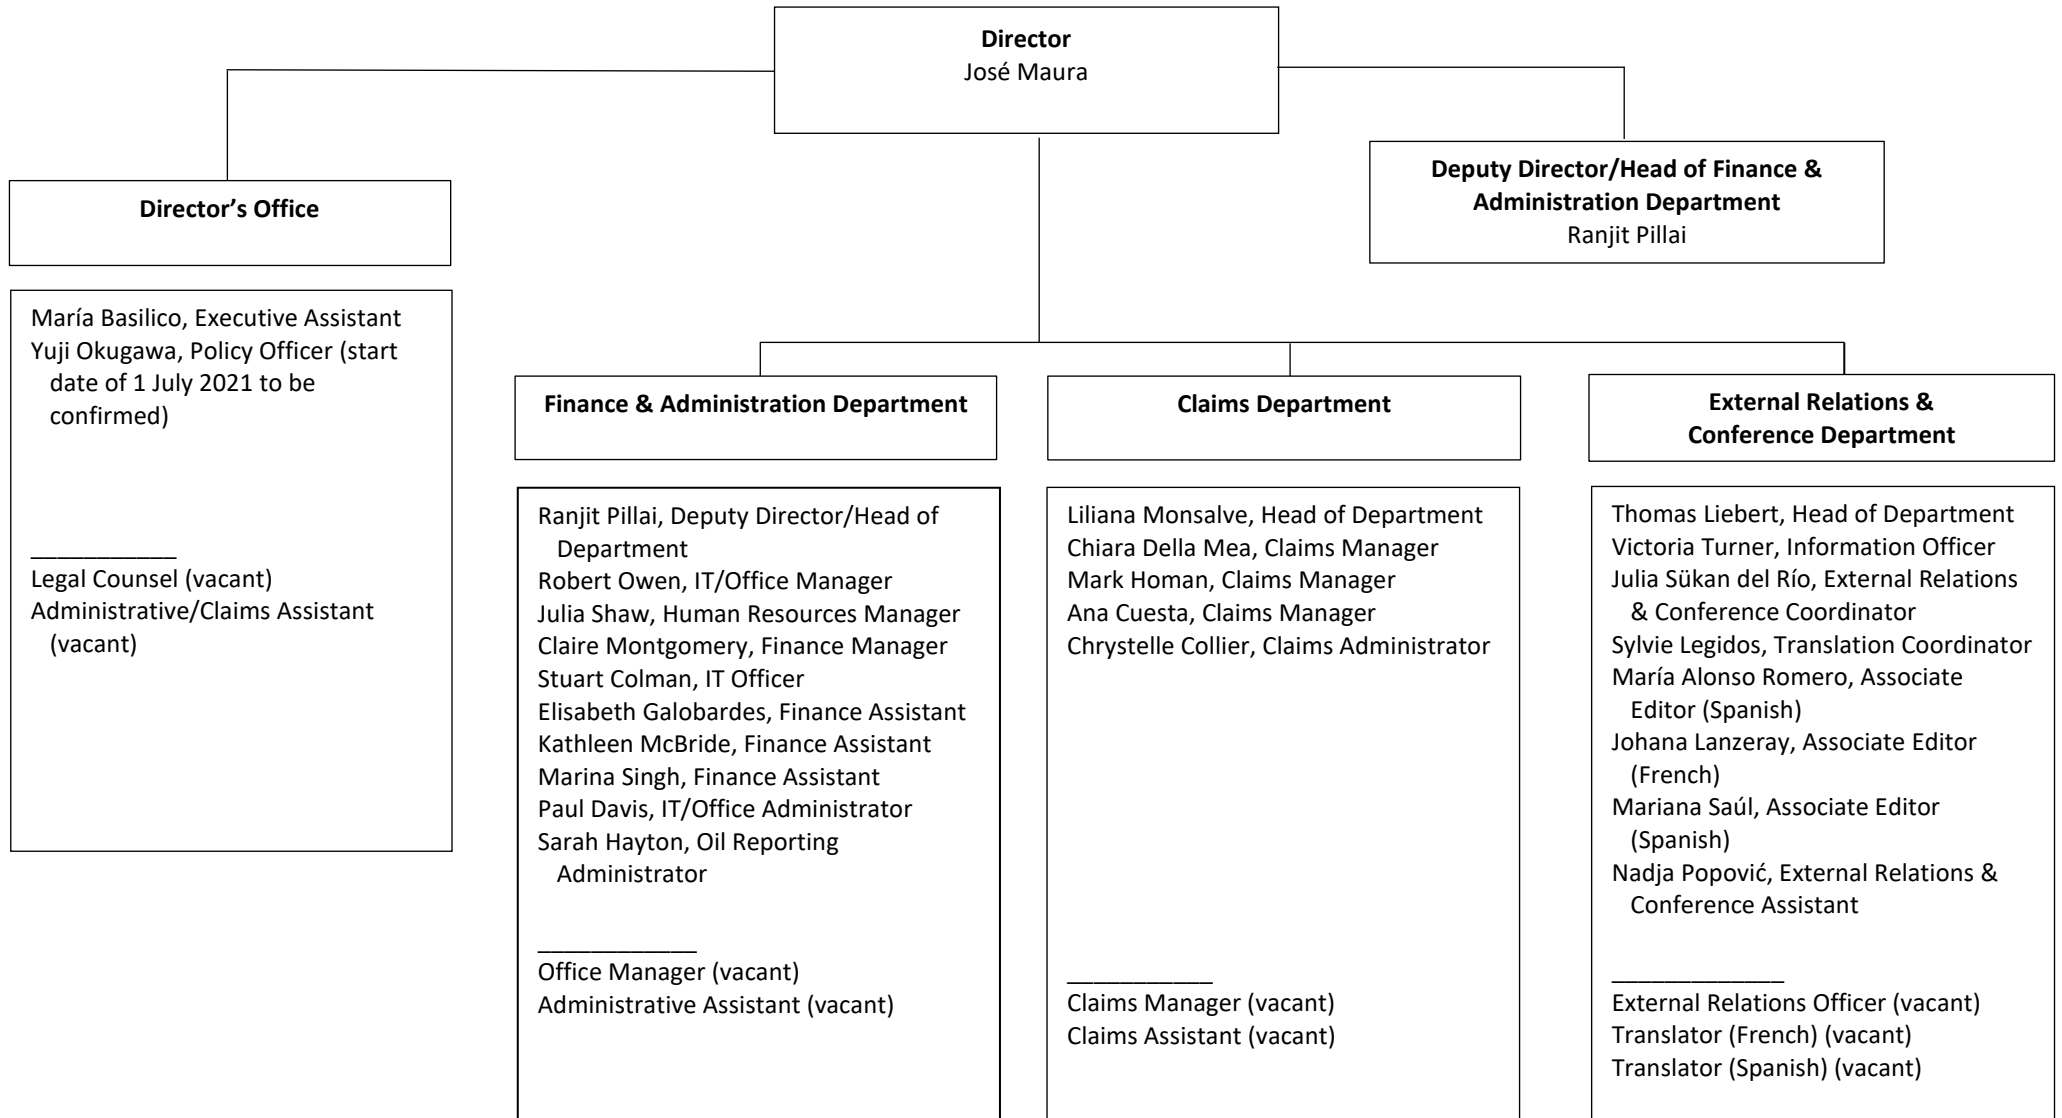 Director
José Maura
Deputy Director/Head of Finance &
Administration Department
Ranjit Pillai
Director’s Office
María Basilico, Executive Assistant
Yuji Okugawa, Policy Officer (start
date of 1 July 2021 to be
confirmed)
___________
Legal Counsel (vacant)
Administrative/Claims Assistant
(vacant)
Finance & Administration Department
Ranjit Pillai, Deputy Director/Head of
Department
Robert Owen, IT/Office Manager
Julia Shaw, Human Resources Manager
Claire Montgomery, Finance Manager
Stuart Colman, IT Officer
Elisabeth Galobardes, Finance Assistant
Kathleen McBride, Finance Assistant
Marina Singh, Finance Assistant
Paul Davis, IT/Office Administrator
Sarah Hayton, Oil Reporting
Administrator
____________
Office Manager (vacant)
Administrative Assistant (vacant)
Claims Department
Liliana Monsalve, Head of Department
Chiara Della Mea, Claims Manager
Mark Homan, Claims Manager
Ana Cuesta, Claims Manager
Chrystelle Collier, Claims Administrator
___________
Claims Manager (vacant)
Claims Assistant (vacant)
External Relations &
Conference Department
Thomas Liebert, Head of Department
Victoria Turner, Information Officer
Julia Sükan del Río, External Relations
& Conference Coordinator
Sylvie Legidos, Translation Coordinator
María Alonso Romero, Associate
Editor (Spanish)
Johana Lanzeray, Associate Editor
(French)
Mariana Saúl, Associate Editor
(Spanish)
Nadja Popović, External Relations &
Conference Assistant
_____________
External Relations Officer (vacant)
Translator (French) (vacant)
Translator (Spanish) (vacant)